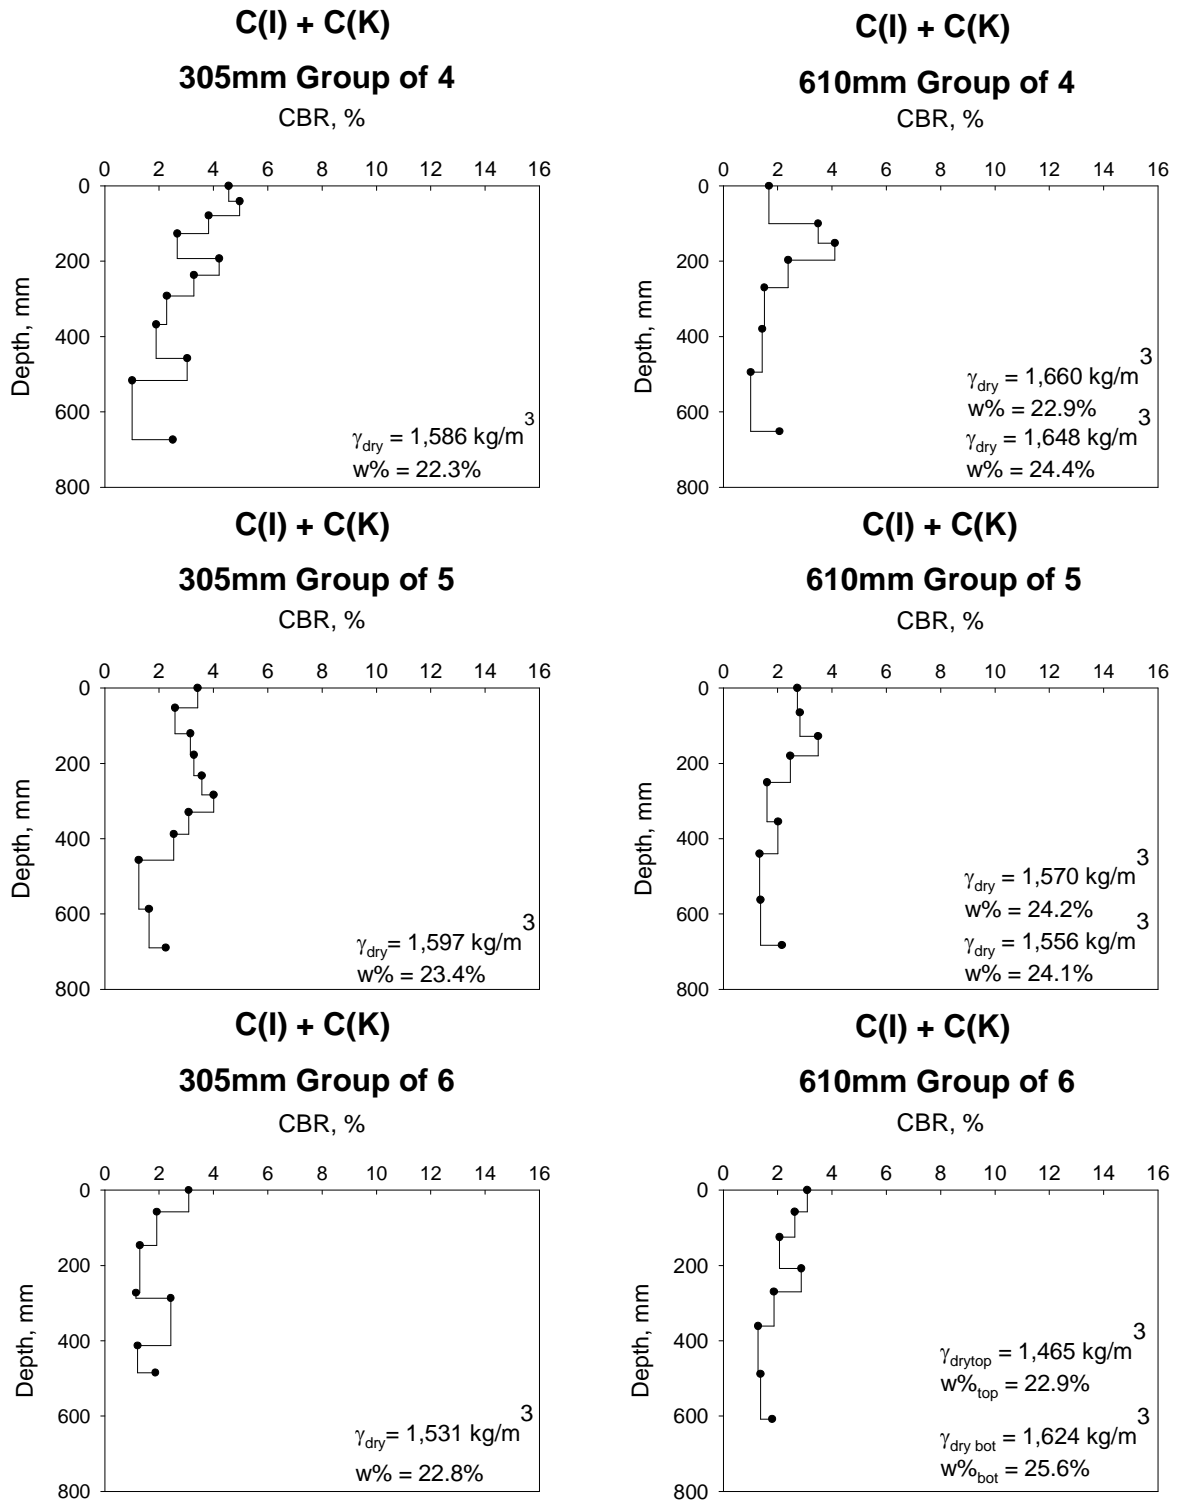 C(I) + C(K)
305mm Group of 4
CBR, %
0 2 4 6 8 10 12 14 16
0
200
400
600
800
Depth, mm
γdry = 1,586 kg/m3
w% = 22.3%
C(I) + C(K)
610mm Group of 4
CBR, %
0 2 4 6 8 10 12 14 16
0
200
400
600
800
Depth, mm
γdry = 1,660 kg/m3
w% = 22.9%
γdry = 1,648 kg/m3
w% = 24.4%
C(I) + C(K)
305mm Group of 5
CBR, %
0 2 4 6 8 10 12 14 16
0
200
400
600
800
Depth, mm
γdry= 1,597 kg/m3
w% = 23.4%
C(I) + C(K)
610mm Group of 5
CBR, %
0 2 4 6 8 10 12 14 16
0
200
400
600
800
Depth, mm
γdry = 1,570 kg/m3
w% = 24.2%
γdry = 1,556 kg/m3
w% = 24.1%
C(I) + C(K)
305mm Group of 6
CBR, %
0 2 4 6 8 10 12 14 16
0
200
400
600
800
Depth, mm
γdry= 1,531 kg/m3
w% = 22.8%
C(I) + C(K)
610mm Group of 6
CBR, %
0 2 4 6 8 10 12 14 16
0
200
400
600
800
Depth, mm
γdrytop = 1,465 kg/m3
w%top = 22.9%
γdry bot = 1,624 kg/m3
w%bot = 25.6%